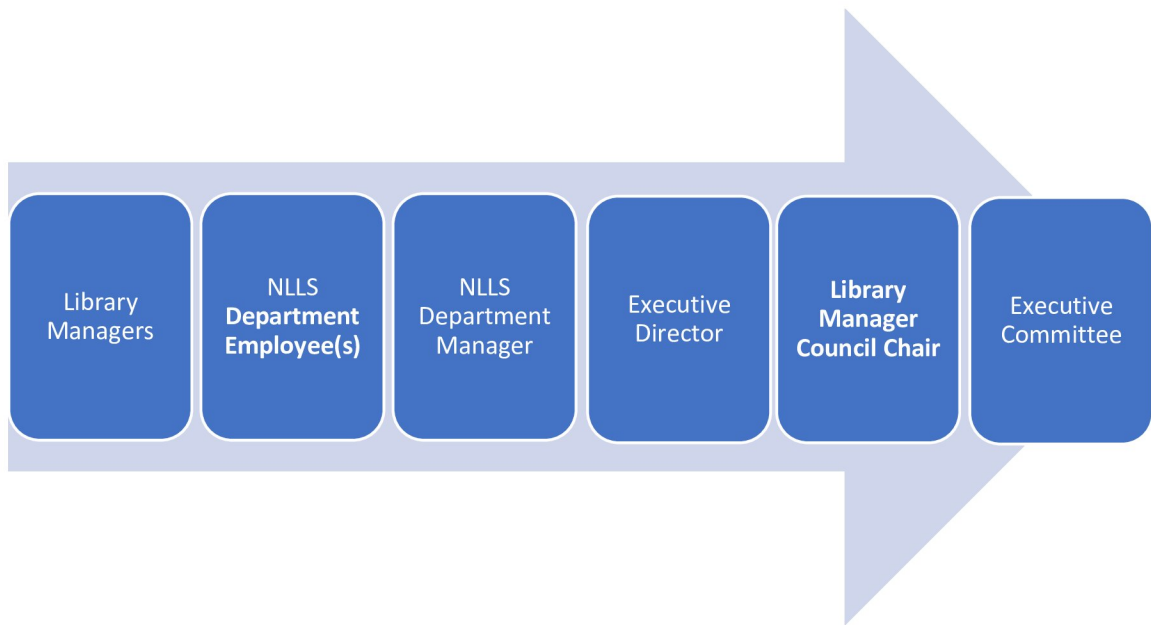 Library
Managers
NLLS
Department
Employee(s)
NLLS
Department
Manager
Executive
Director
Library
Manager
Council Chair
Executive
Committee